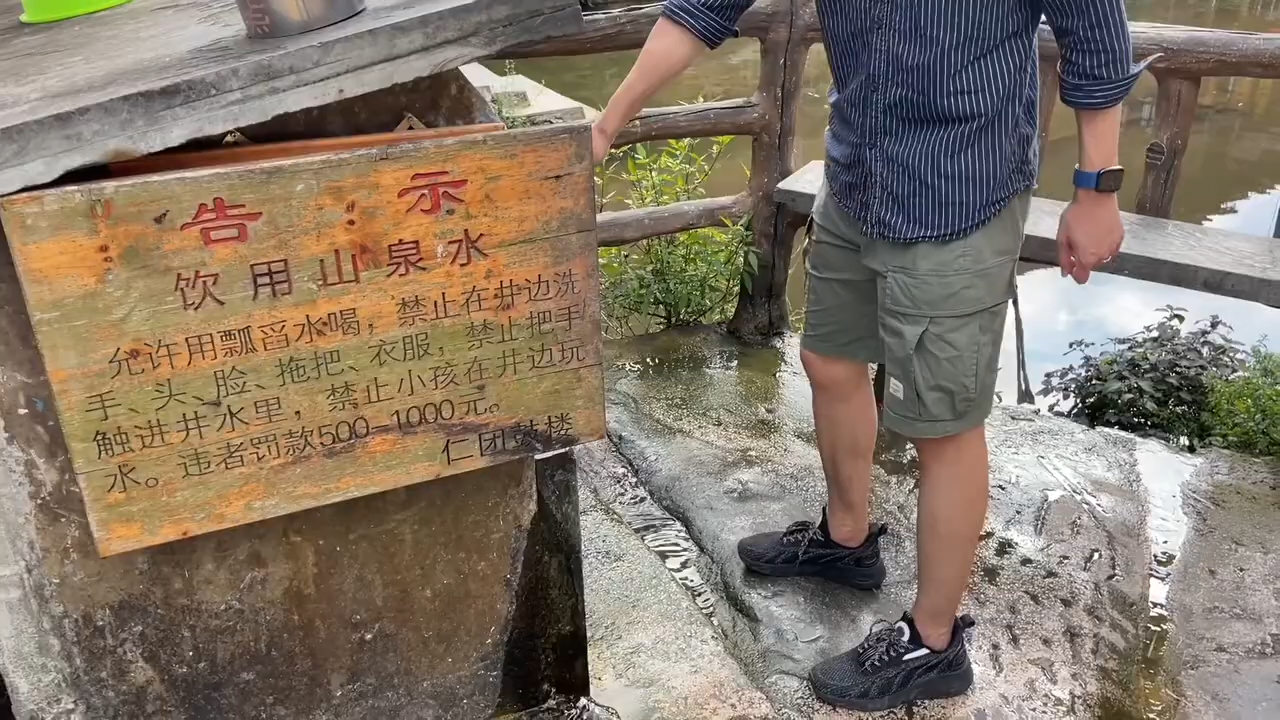 告示
饮用山泉水
允许用瓢舀水喝，禁止在井边洗
手、头、脸、拖把、衣服，禁止把手
触进井水里，禁止小孩在井边玩
水。违者罚款500-1000元。
仁团鼓楼